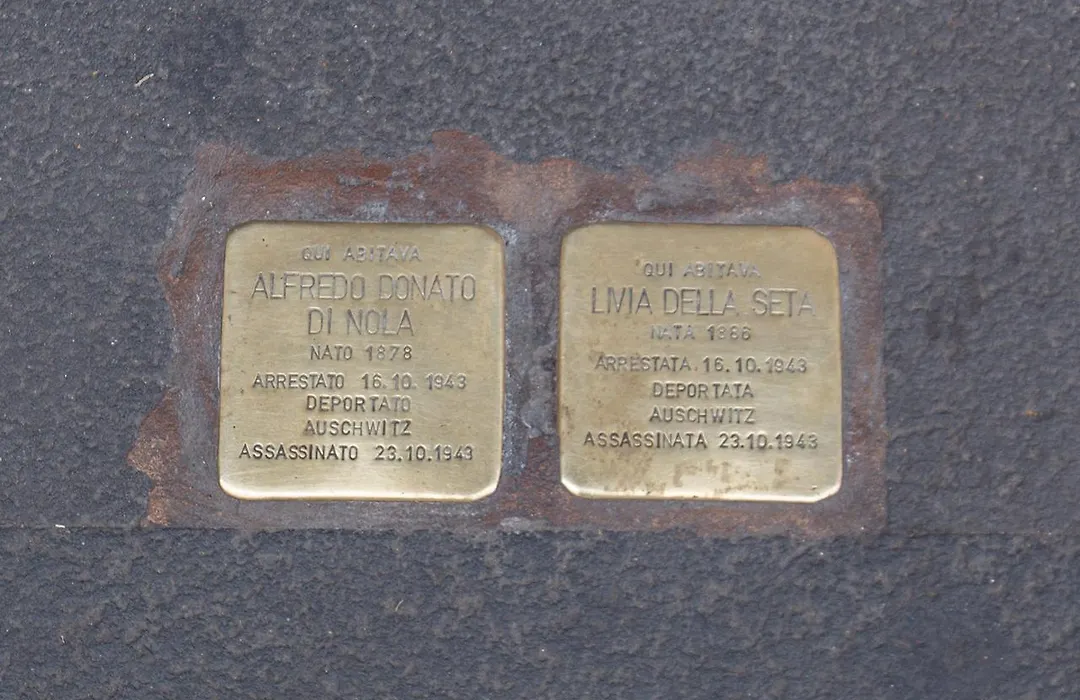 QUI ABITAVA
ALFREDO DONATO
DI NOLA
NATO 1878
ARRESTATO 16.10.1943
DEPORTATO
AUSCHWITZ
ASSASSINATO 23.10.1943
QUI ABITAVA
LIVIA DELLA SETA
NATA 1886
ARRESTATA 16.10.1943
DEPORTATA
AUSCHWITZ
ASSASSINATA 23.10.1943